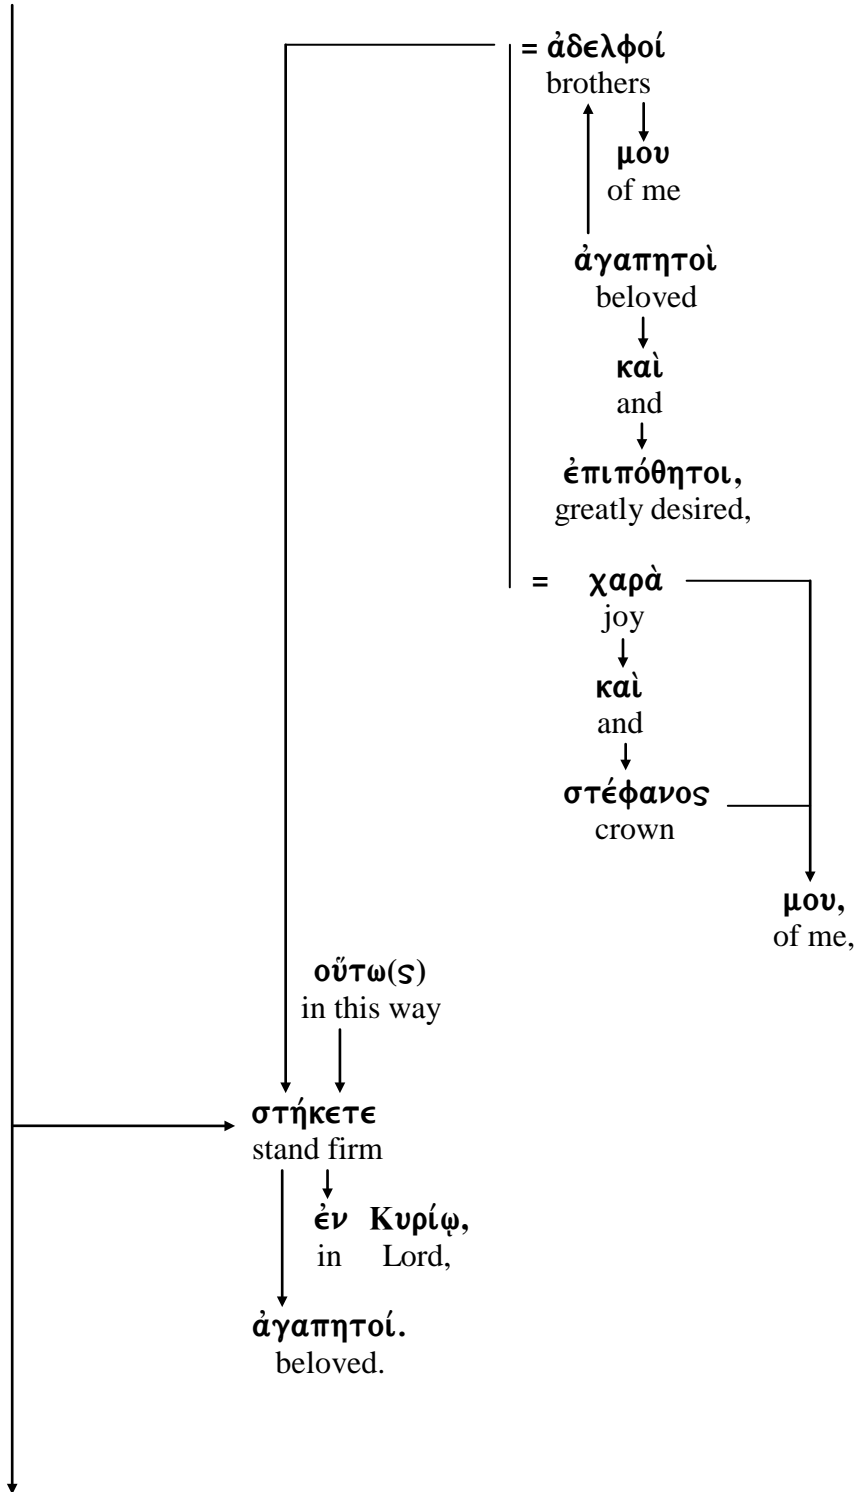 = ἀδελφοί
brothers
μου
of me
ἀγαπητοὶ
beloved
καὶ
and
ἐπιπόθητοι,
greatly desired,
= χαρὰ
joy
καὶ
and
στέφανος
crown
μου,
of me,
οὕτω(ς)
in this way
στήκετε
stand firm
ἐν Κυρίῳ,
in Lord,
ἀγαπητοί.
beloved.